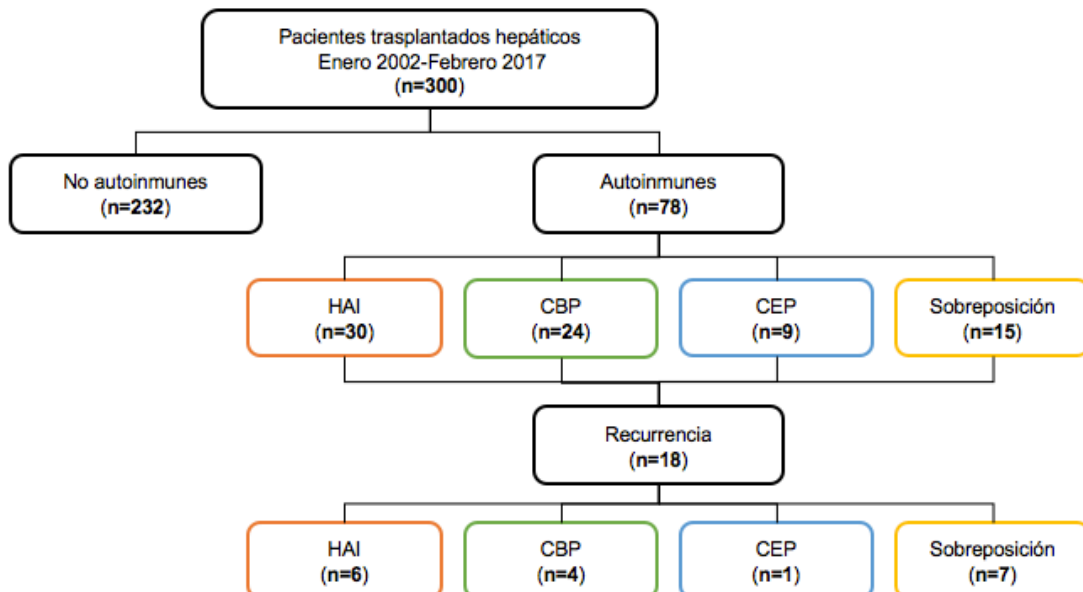 Pacientes trasplantados hepáticos
Enero 2002-Febrero 2017
(n=300)
No autoinmunes
(n=232)
Autoinmunes
(n=78)
HAI
(n=30)
CBP
(n=24)
CEP
(n=9)
Sobreposición
(n=15)
Recurrencia
(n=18)
HAI
(n=6)
CBP
(n=4)
CEP
(n=1)
Sobreposición
(n=7)